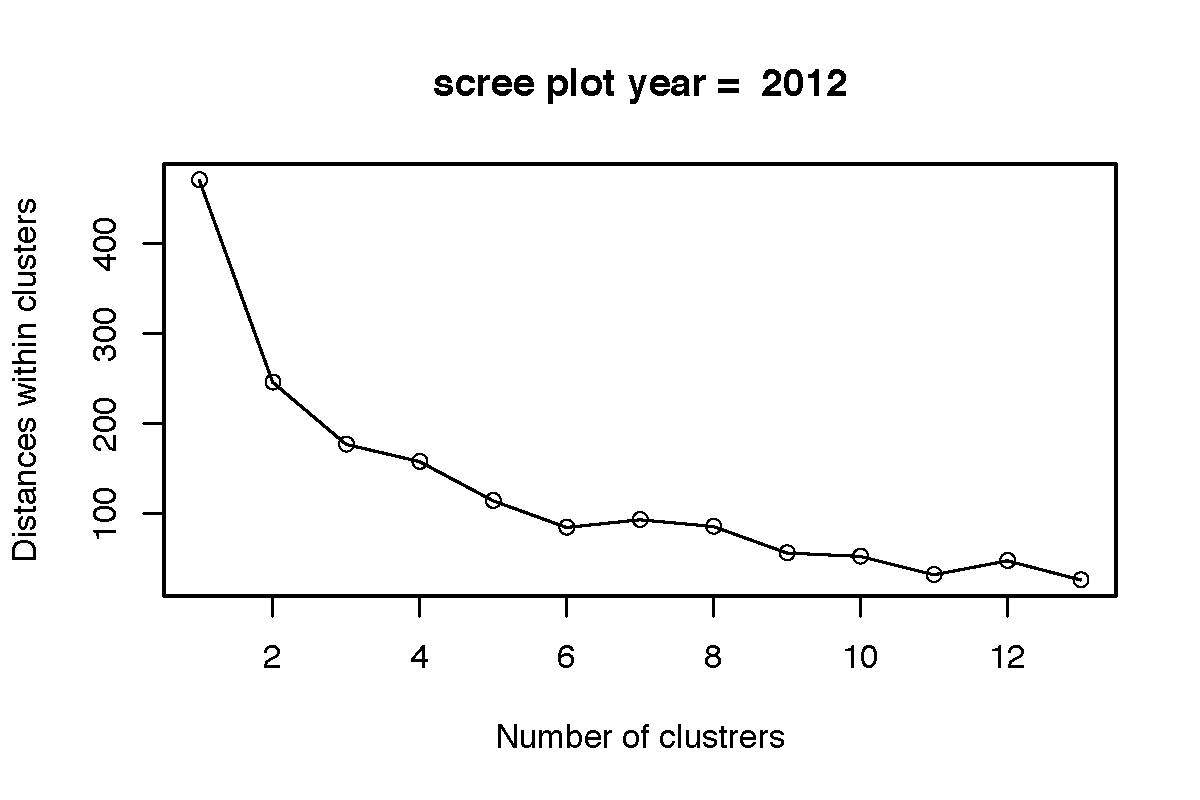 scree plot year =  2012
Distances within clusters
400
300
200
100
2 4 6 8 10 12
Number of clustrers